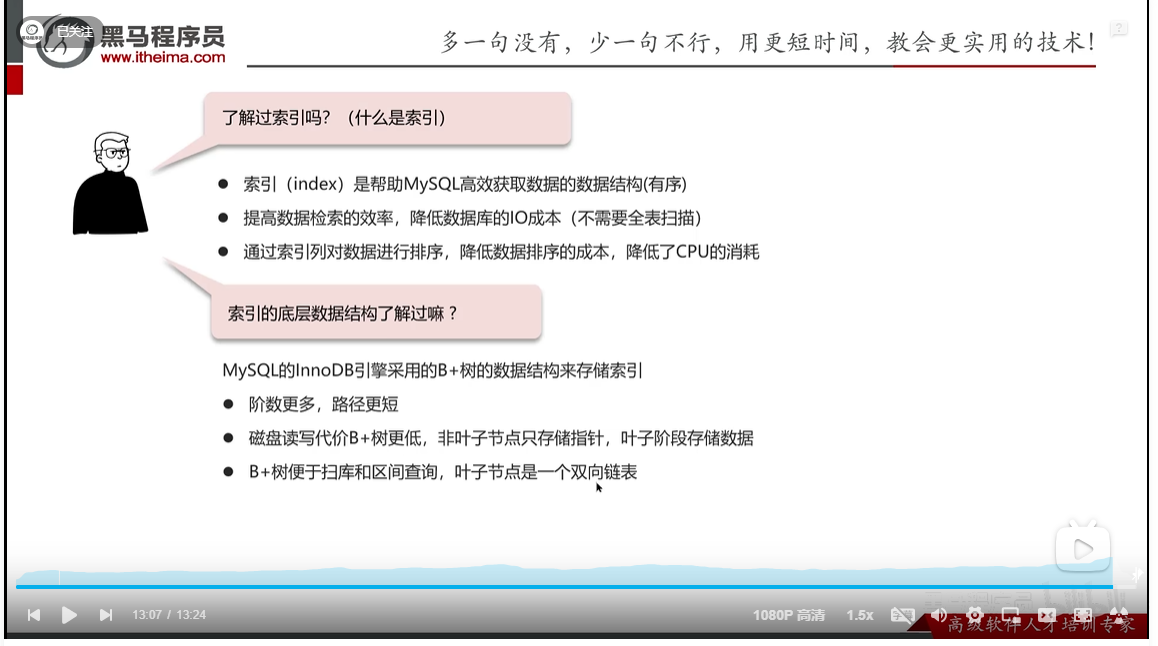 已关注
黑马程序员
www.itheima.com
多一句没有，少一句不行，用更短时间，教会更实用的技术！
了解过索引吗？（什么是索引）
● 索引（index）是帮助MySQL高效获取数据的数据结构(有序)
● 提高数据检索的效率，降低数据库的IO成本（不需要全表扫描）
● 通过索引列对数据进行排序，降低数据排序的成本，降低了CPU的消耗
索引的底层数据结构了解过嘛 ?
MySQL的InnoDB引擎采用的B+树的数据结构来存储索引
● 阶数更多，路径更短
● 磁盘读写代价B+树更低，非叶子节点只存储指针，叶子阶段存储数据
● B+树便于扫库和区间查询，叶子节点是一个双向链表
13:07 / 13:24
1080P 高清
1.5x
高级软件人才培训专家